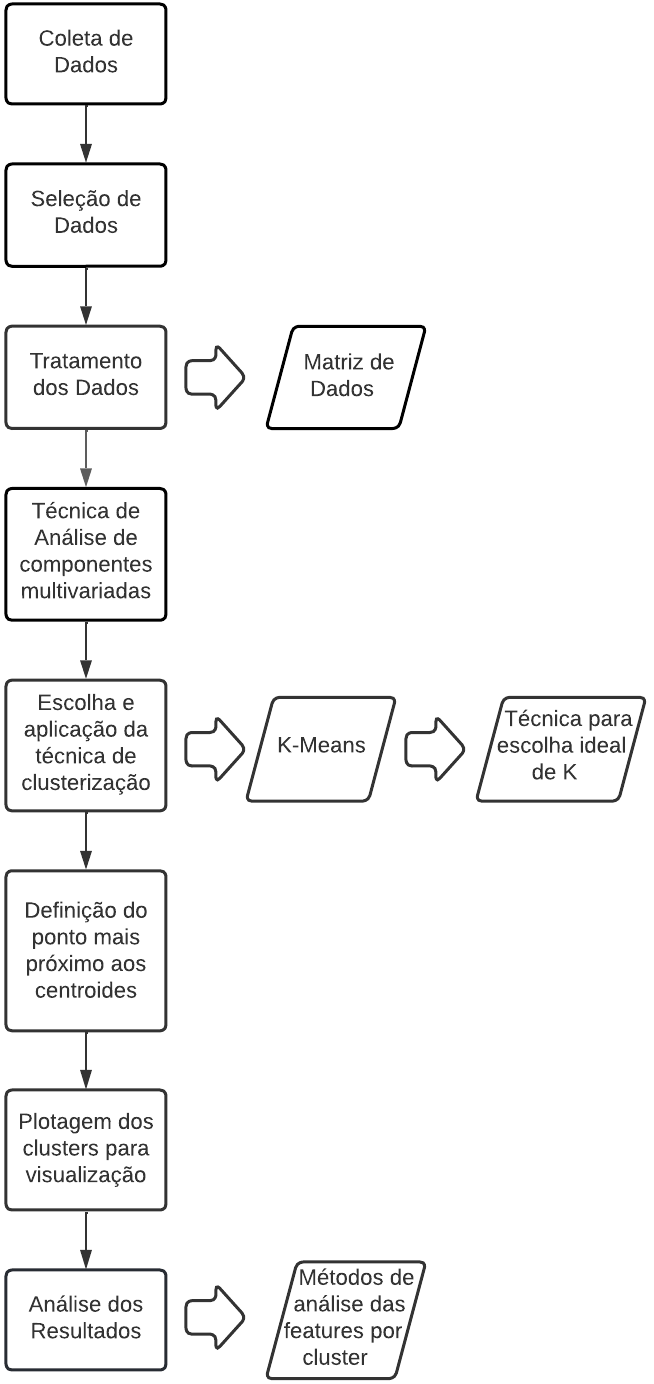 Coleta de
Dados
Seleção de
Dados
Tratamento
dos Dados
Matriz de
Dados
Técnica de
Análise de
componentes
multivariadas
Escolha e
aplicação da
técnica de
clusterização
K-Means
Técnica para
escolha ideal
de K
Definição do
ponto mais
próximo aos
centroides
Plotagem dos
clusters para
visualização
Análise dos
Resultados
Métodos de
análise das
features por
cluster